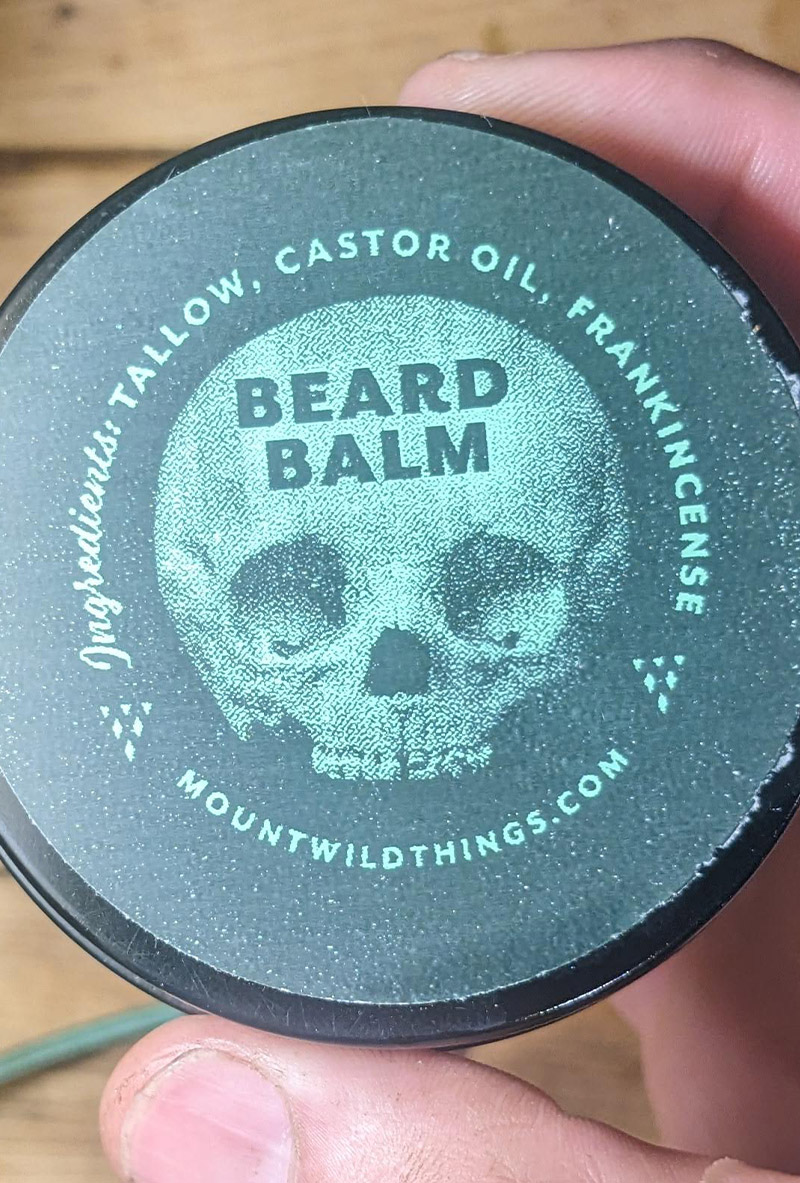 Ingredients: TALLOW, CASTOR OIL, FRANKINCENSE
BEARD
BALM
MOUNTWILDTHINGS.COM